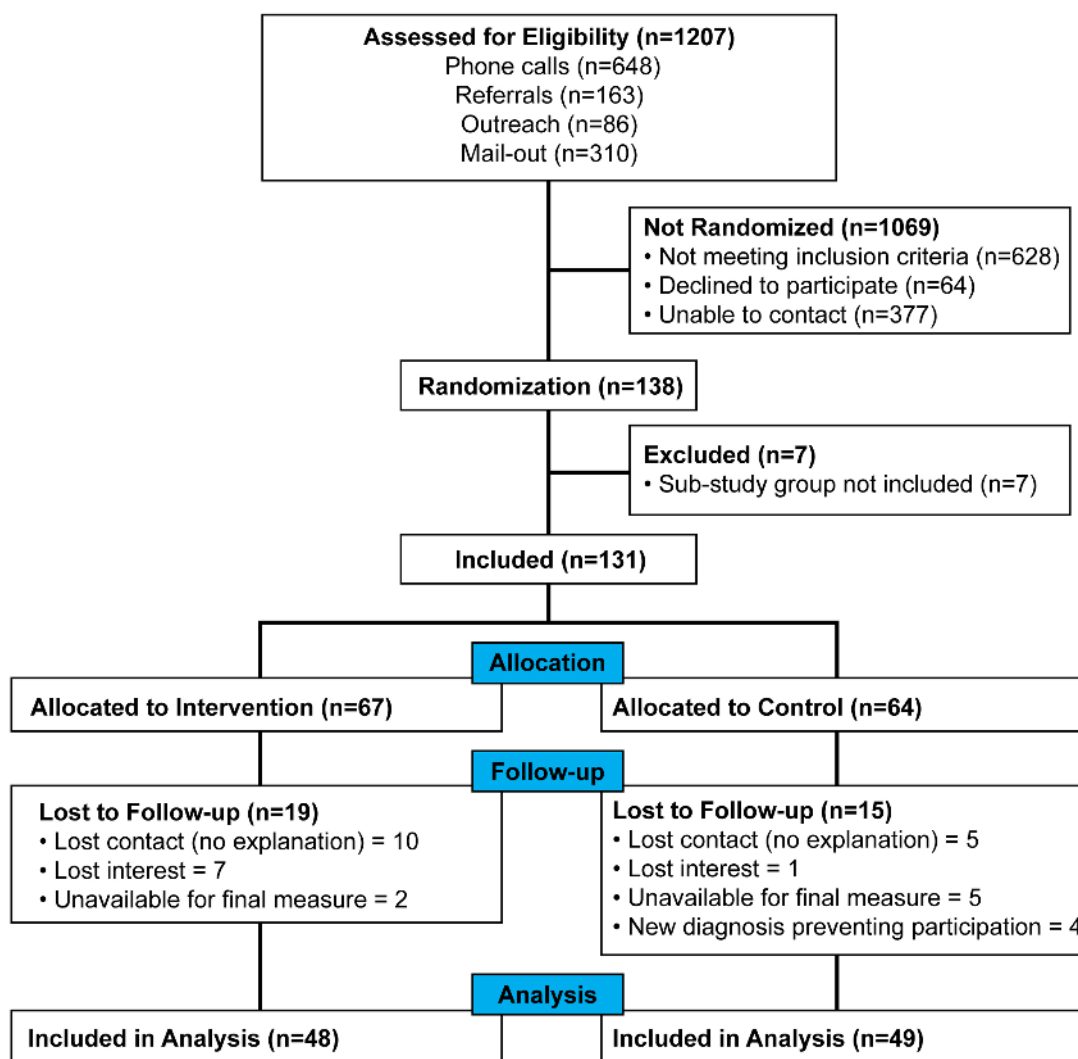 Assessed for Eligibility (n=1207)
Phone calls (n=648)
Referrals (n=163)
Outreach (n=86)
Mail-out (n=310)
Not Randomized (n=1069)
• Not meeting inclusion criteria (n=628)
• Declined to participate (n=64)
• Unable to contact (n=377)
Randomization (n=138)
Excluded (n=7)
• Sub-study group not included (n=7)
Included (n=131)
Allocation
Allocated to Intervention (n=67)
Allocated to Control (n=64)
Follow-up
Lost to Follow-up (n=19)
• Lost contact (no explanation) = 10
• Lost interest = 7
• Unavailable for final measure = 2
Lost to Follow-up (n=15)
• Lost contact (no explanation) = 5
• Lost interest = 1
• Unavailable for final measure = 5
• New diagnosis preventing participation = 4
Analysis
Included in Analysis (n=48)
Included in Analysis (n=49)